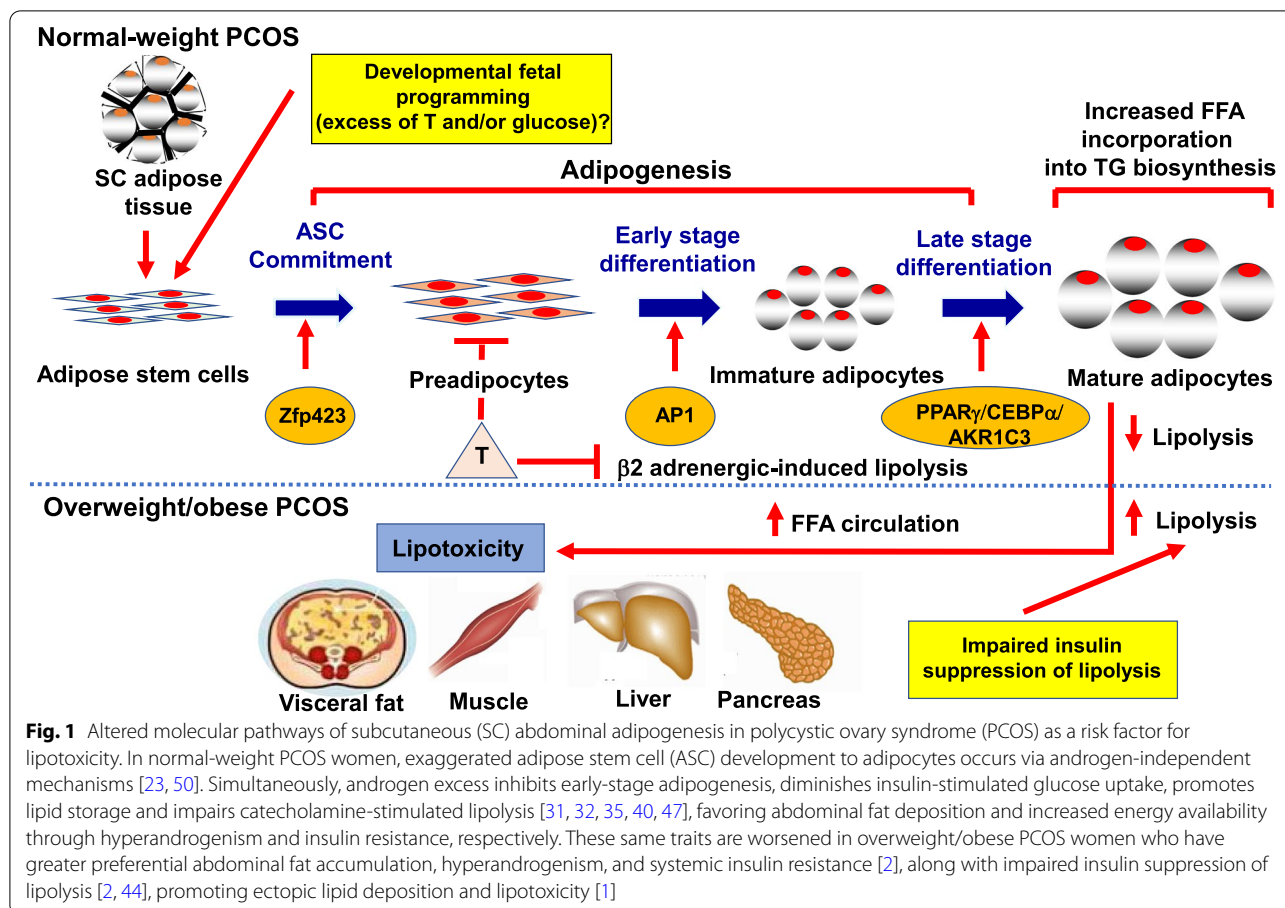 Normal-weight PCOS
SC adipose
tissue
Developmental fetal
programming
(excess of T and/or glucose)?
Increased FFA
incorporation
into TG biosynthesis
Adipogenesis
ASC
Commitment
Early stage
differentiation
Late stage
differentiation
Adipose stem cells
Preadipocytes
Immature adipocytes
Mature adipocytes
Zfp423
AP1
PPARγ/CEBPα/
AKR1C3
T
β2 adrenergic-induced lipolysis
Lipolysis
Overweight/obese PCOS
FFA circulation
Lipolysis
Lipotoxicity
Impaired insulin
suppression of lipolysis
Visceral fat
Muscle
Liver
Pancreas
Fig. 1 Altered molecular pathways of subcutaneous (SC) abdominal adipogenesis in polycystic ovary syndrome (PCOS) as a risk factor for
lipotoxicity. In normal-weight PCOS women, exaggerated adipose stem cell (ASC) development to adipocytes occurs via androgen-independent
mechanisms [23, 50]. Simultaneously, androgen excess inhibits early-stage adipogenesis, diminishes insulin-stimulated glucose uptake, promotes
lipid storage and impairs catecholamine-stimulated lipolysis [31, 32, 35, 40, 47], favoring abdominal fat deposition and increased energy availability
through hyperandrogenism and insulin resistance, respectively. These same traits are worsened in overweight/obese PCOS women who have
greater preferential abdominal fat accumulation, hyperandrogenism, and systemic insulin resistance [2], along with impaired insulin suppression of
lipolysis [2, 44], promoting ectopic lipid deposition and lipotoxicity [1]